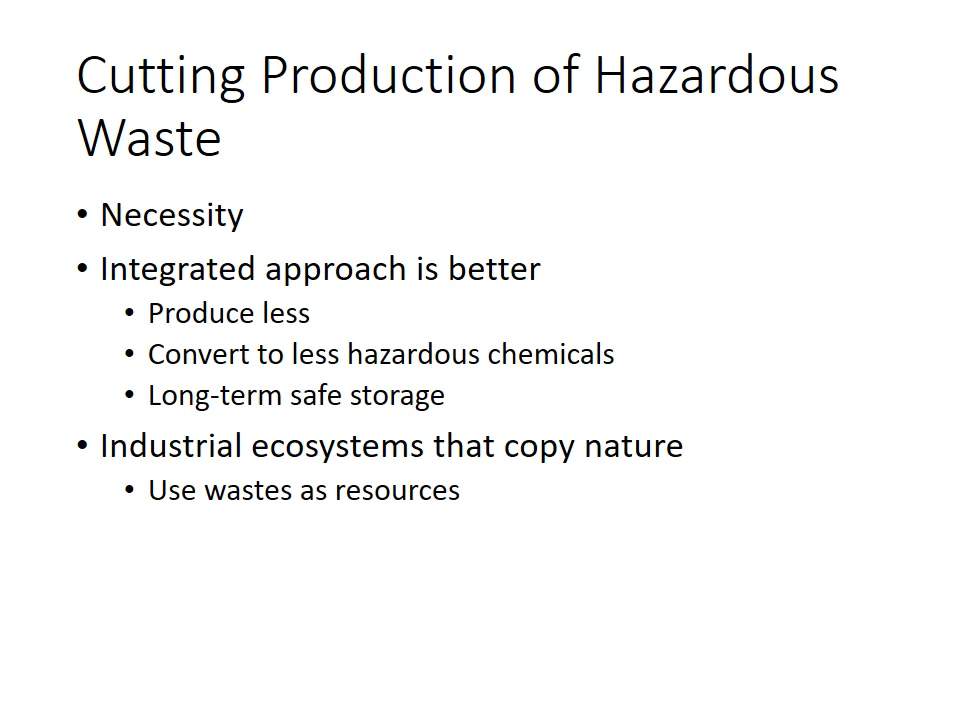 Cutting Production of Hazardous
Waste
• Necessity
• Integrated approach is better
• Produce less
• Convert to less hazardous chemicals
• Long-term safe storage
• Industrial ecosystems that copy nature
• Use wastes as resources